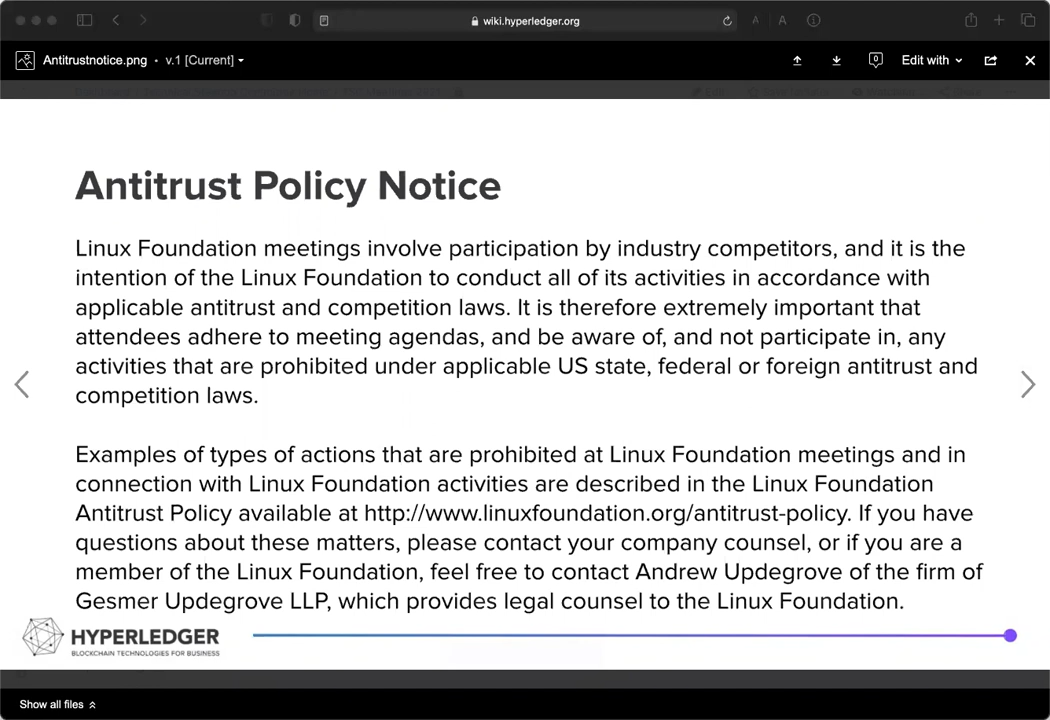 wiki.hyperledger.org
A A
Antitrustnotice.png • v.1 [Current]
0
Edit with
Antitrust Policy Notice
Linux Foundation meetings involve participation by industry competitors, and it is the
intention of the Linux Foundation to conduct all of its activities in accordance with
applicable antitrust and competition laws. It is therefore extremely important that
attendees adhere to meeting agendas, and be aware of, and not participate in, any
activities that are prohibited under applicable US state, federal or foreign antitrust and
competition laws.
Examples of types of actions that are prohibited at Linux Foundation meetings and in
connection with Linux Foundation activities are described in the Linux Foundation
Antitrust Policy available at http://www.linuxfoundation.org/antitrust-policy. If you have
questions about these matters, please contact your company counsel, or if you are a
member of the Linux Foundation, feel free to contact Andrew Updegrove of the firm of
Gesmer Updegrove LLP, which provides legal counsel to the Linux Foundation.
HYPERLEDGER
BLOCKCHAIN TECHNOLOGIES FOR BUSINESS
Show all files